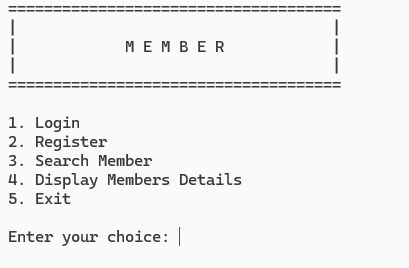 =====================================
|                                   |
|            M E M B E R            |
|                                   |
=====================================
1. Login
2. Register
3. Search Member
4. Display Members Details
5. Exit
Enter your choice: